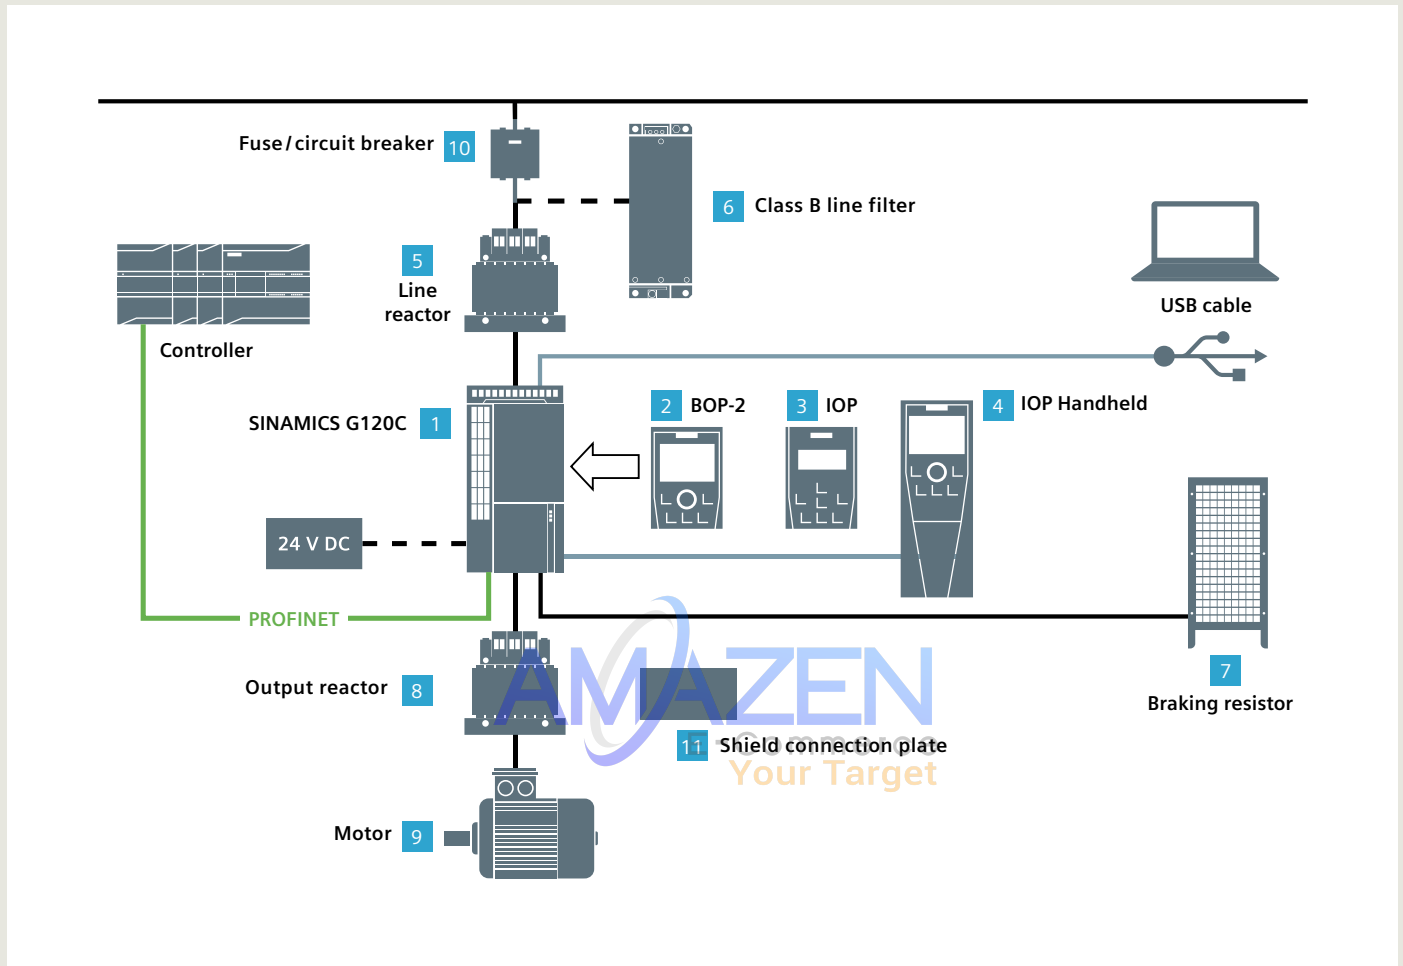 Fuse/circuit breaker 10
6 Class B line filter
5
Line
reactor
USB cable
Controller
2 BOP-2
3 IOP
4 IOP Handheld
SINAMICS G120C 1
24 V DC
PROFINET
Output reactor 8
7
Braking resistor
AMAZEN
11 Shield connection plate
E-Commerce
Your Target
Motor 9